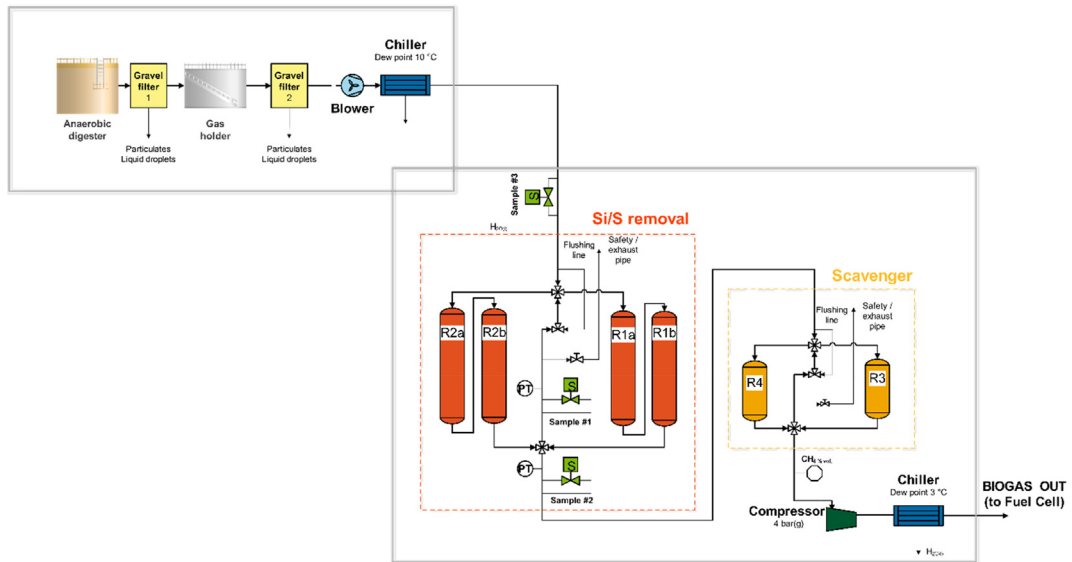 Chiller
Dew point 10 °C
Gravel
filter
1
Gravel
filter
2
Blower
Anaerobic
digester
Gas
holder
Particulates
Liquid droplets
Particulates
Liquid droplets
Sample #3
S
Si/S removal
Flushing
line
Safety /
exhaust
pipe
Scavenger
Flushing
line
Safety /
exhaust
pipe
R2a
R2b
R1a
R1b
R4
R3
PT
S
Sample #1
PT
S
Sample #2
Chiller
Dew point 3 °C
BIOGAS OUT
(to Fuel Cell)
Compressor
4 bar(g)